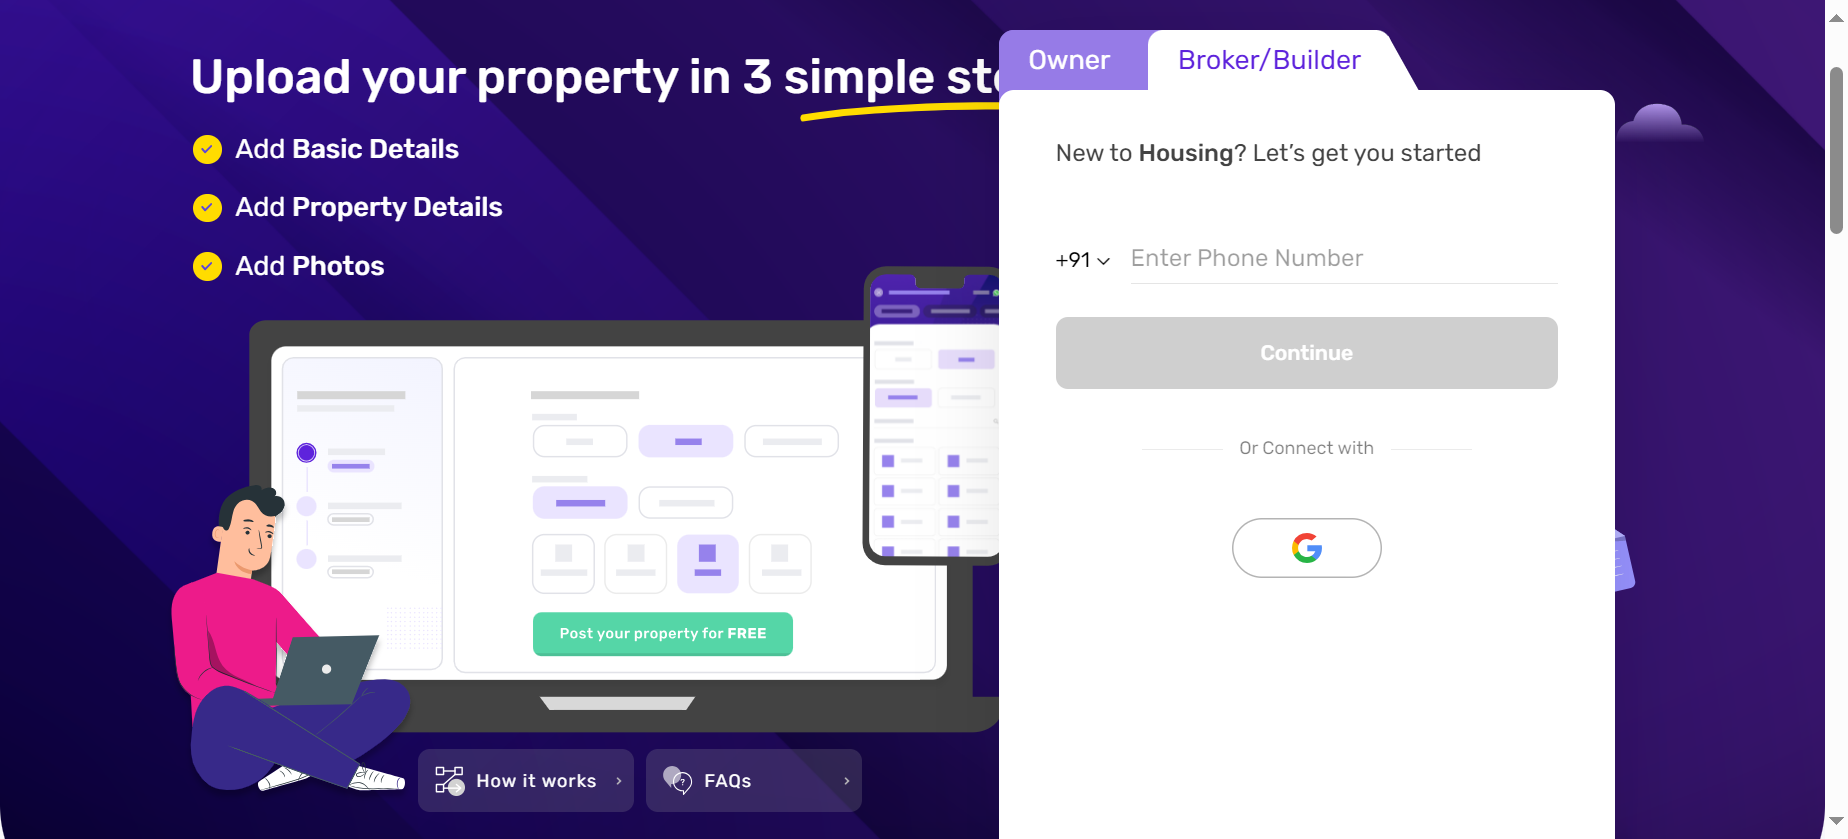 Upload your property in 3 simple
Add Basic Details
Add Property Details
Add Photos
Post your property for FREE
How it works
FAQs
Owner
Broker/Builder
New to Housing? Let's get you started
+91
Enter Phone Number
Continue
Or Connect with